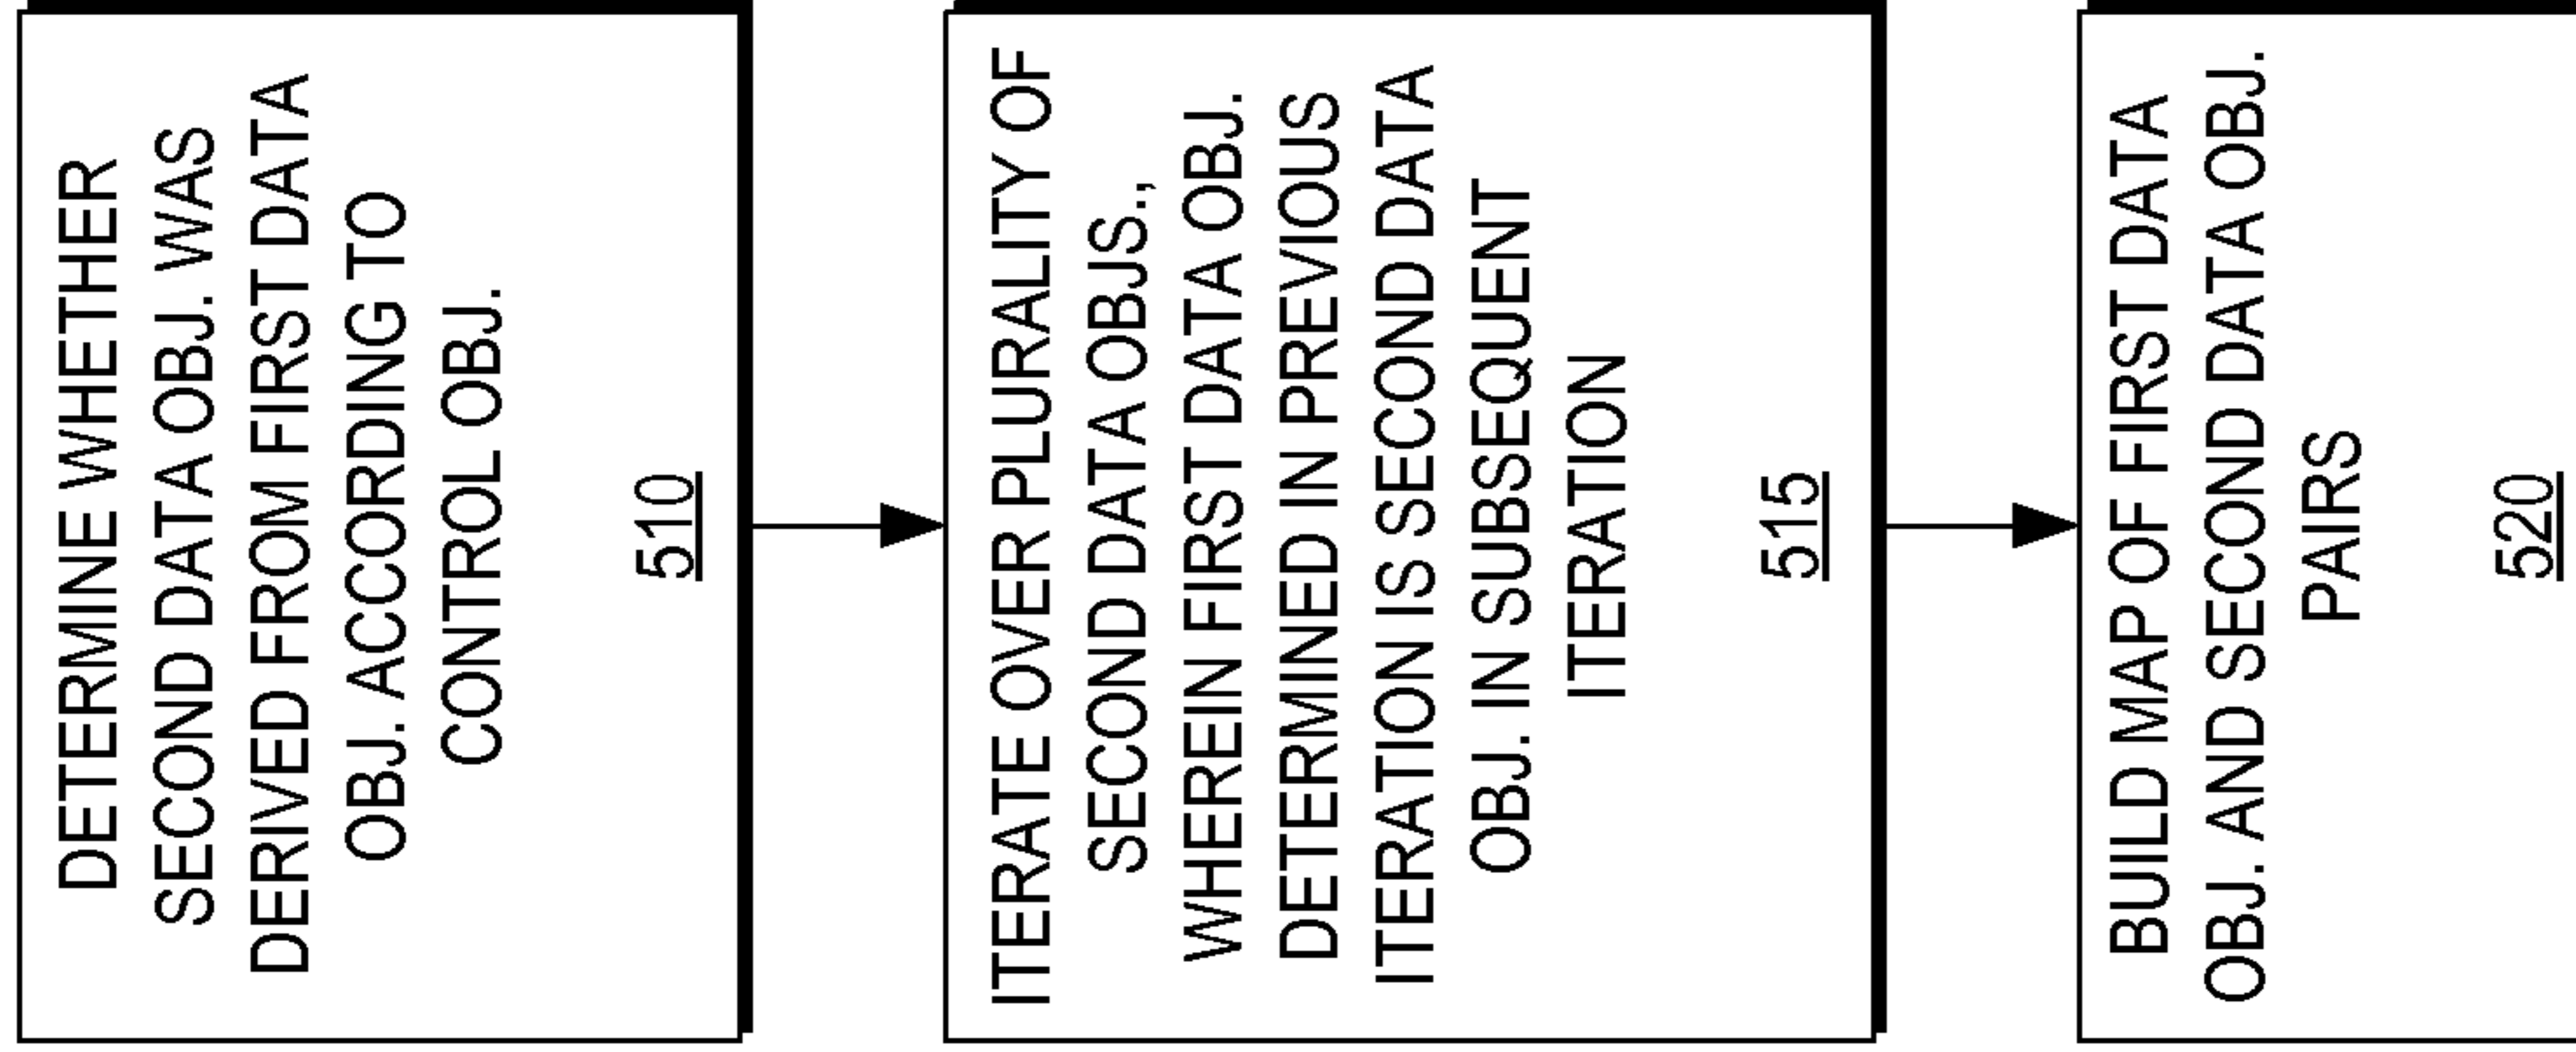 DETERMINE WHETHER
SECOND DATA OBJ. WAS
DERIVED FROM FIRST DATA
OBJ. ACCORDING TO
CONTROL OBJ.
510
ITERATE OVER PLURALITY OF
SECOND DATA OBJS.,
WHEREIN FIRST DATA OBJ.
DETERMINED IN PREVIOUS
ITERATION IS SECOND DATA
OBJ. IN SUBSEQUENT
ITERATION
515
BUILD MAP OF FIRST DATA
OBJ. AND SECOND DATA OBJ.
PAIRS
520